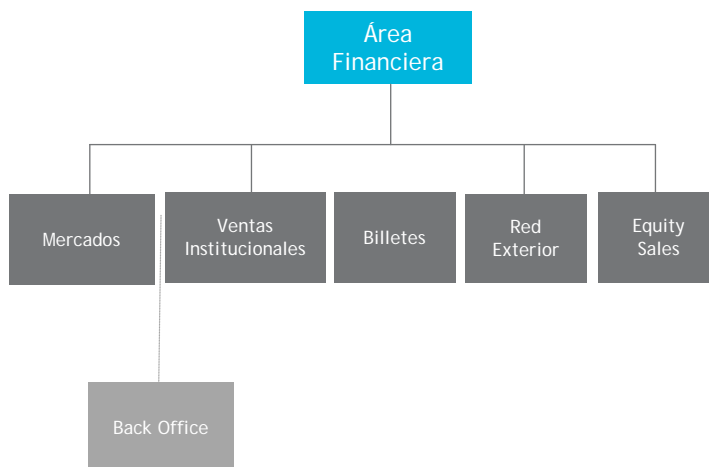 Área
Financiera
Mercados
Ventas
Institucionales
Billetes
Red
Exterior
Equity
Sales
Back Office